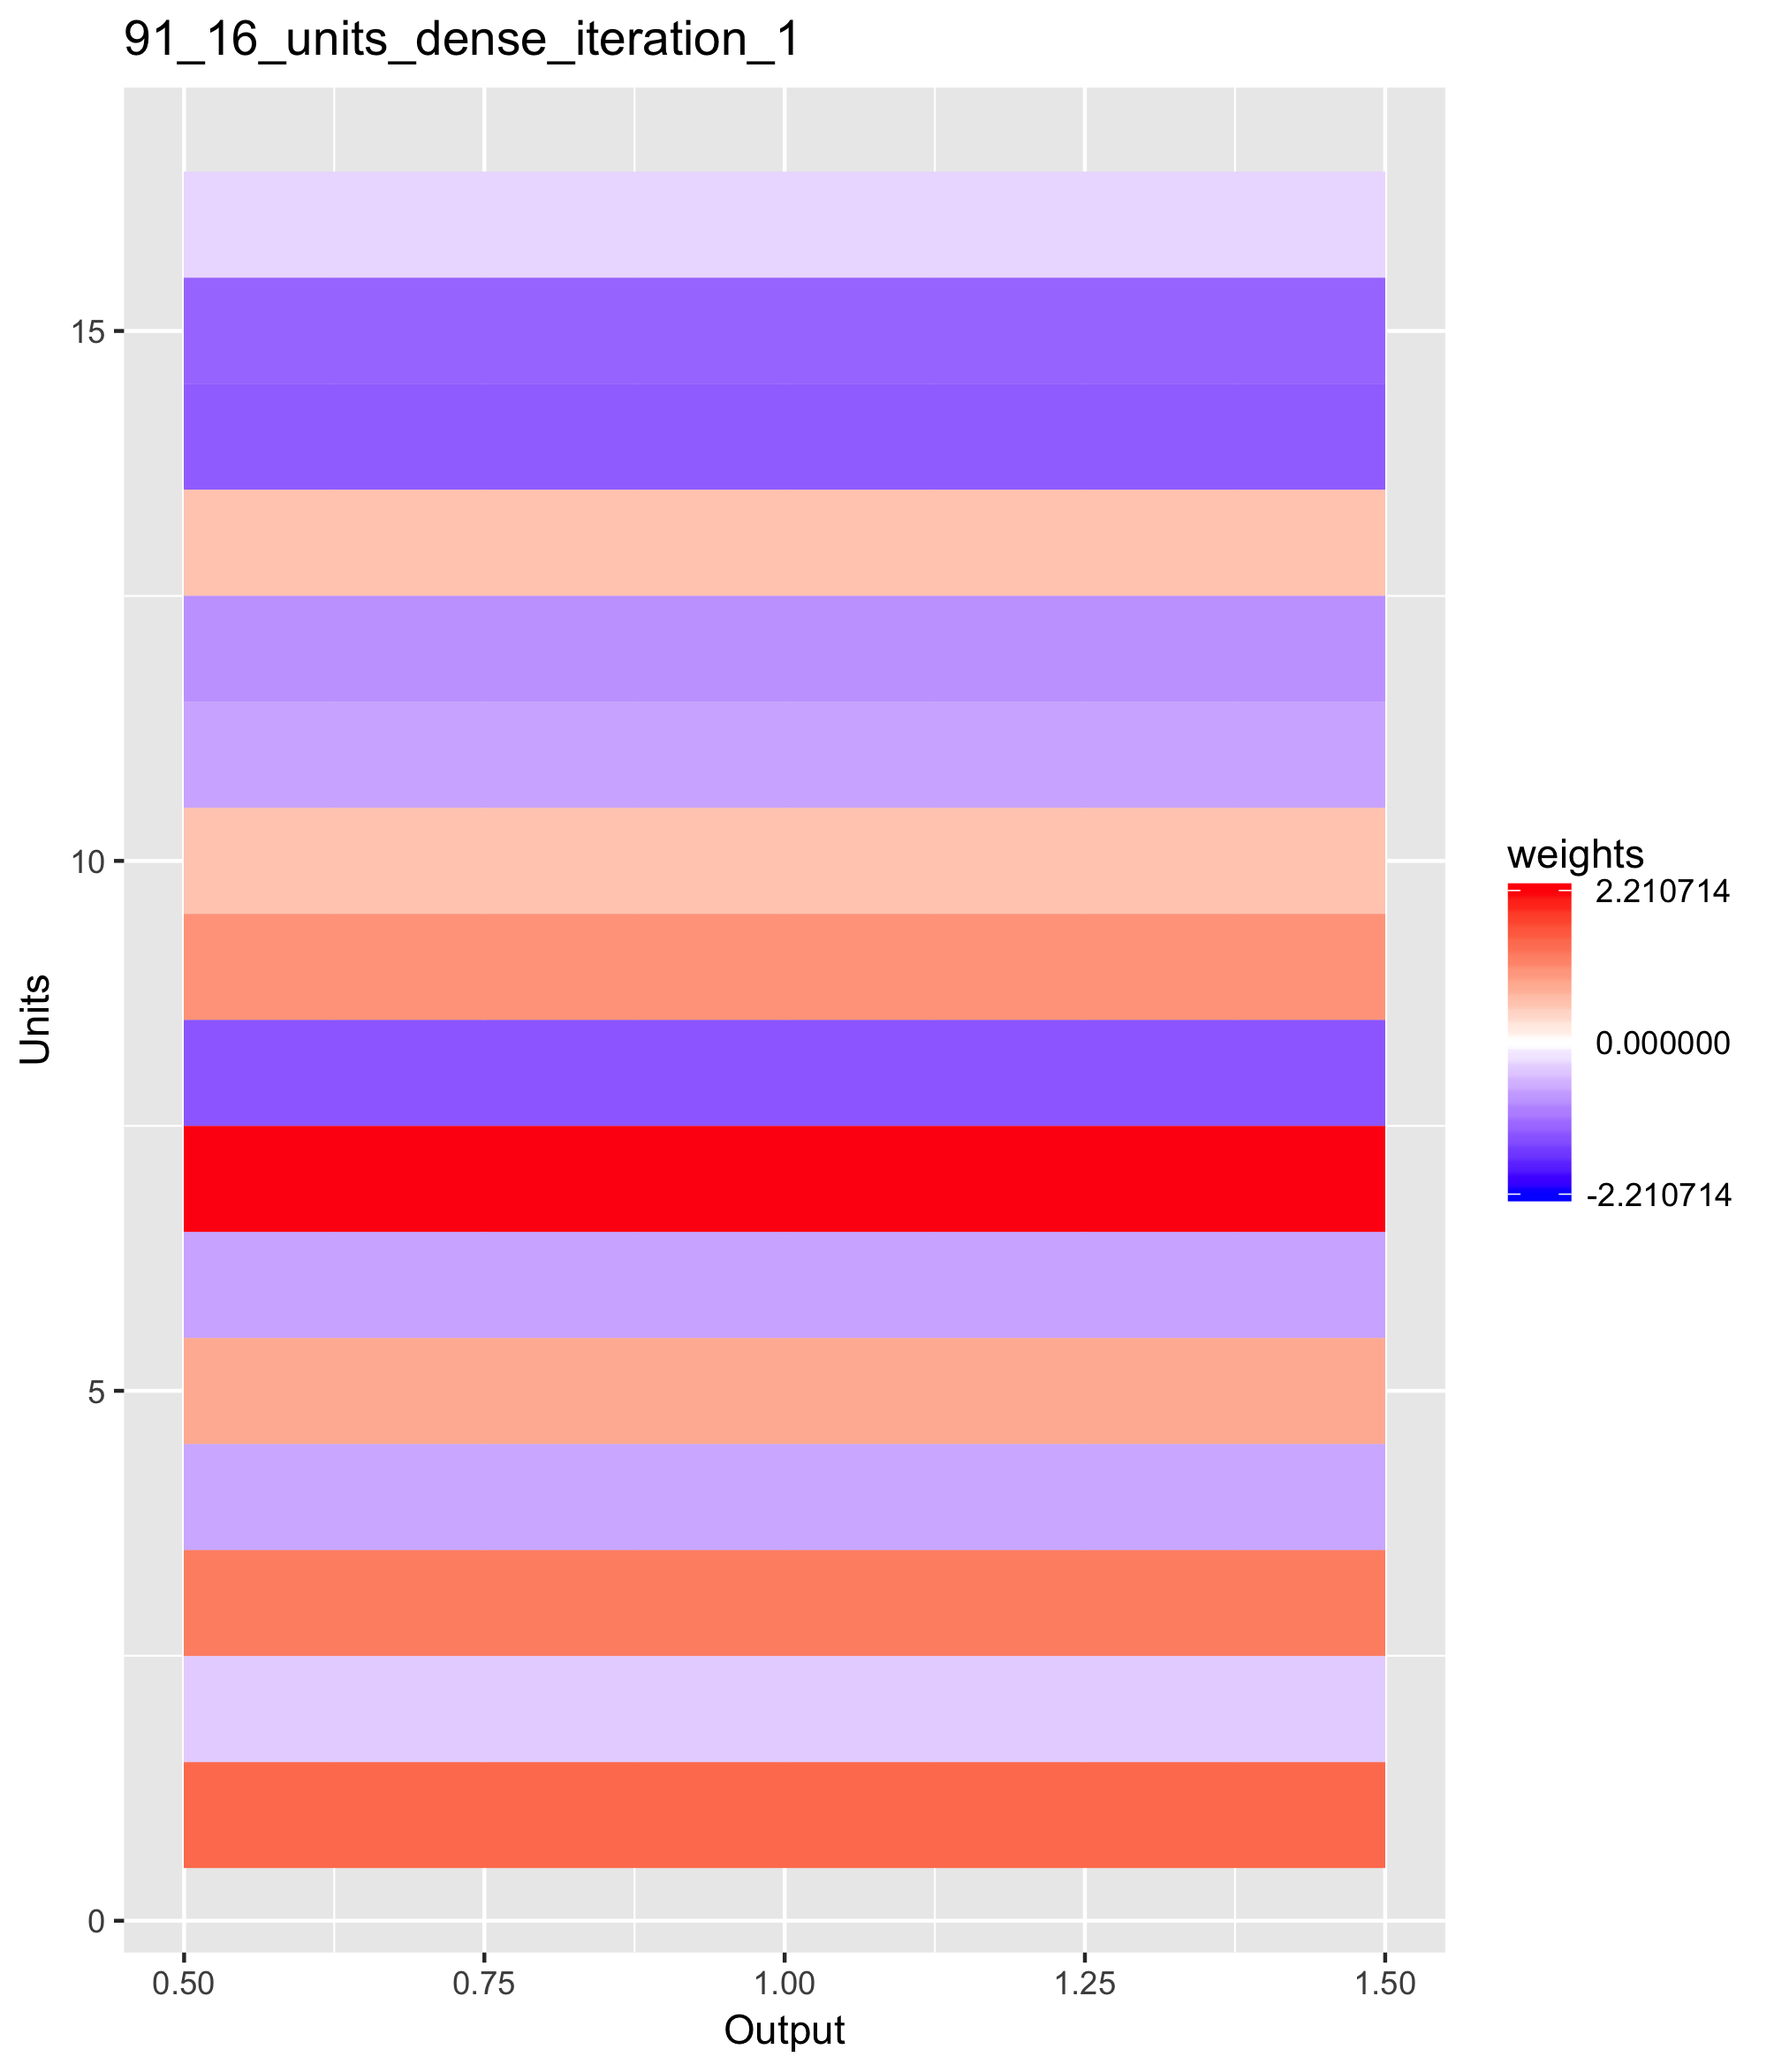 91_16_units_dense_iteration_1
15
10
5
0
Units
0.50 0.75 1.00 1.25 1.50
Output
weights
2.210714
0.000000
-2.210714